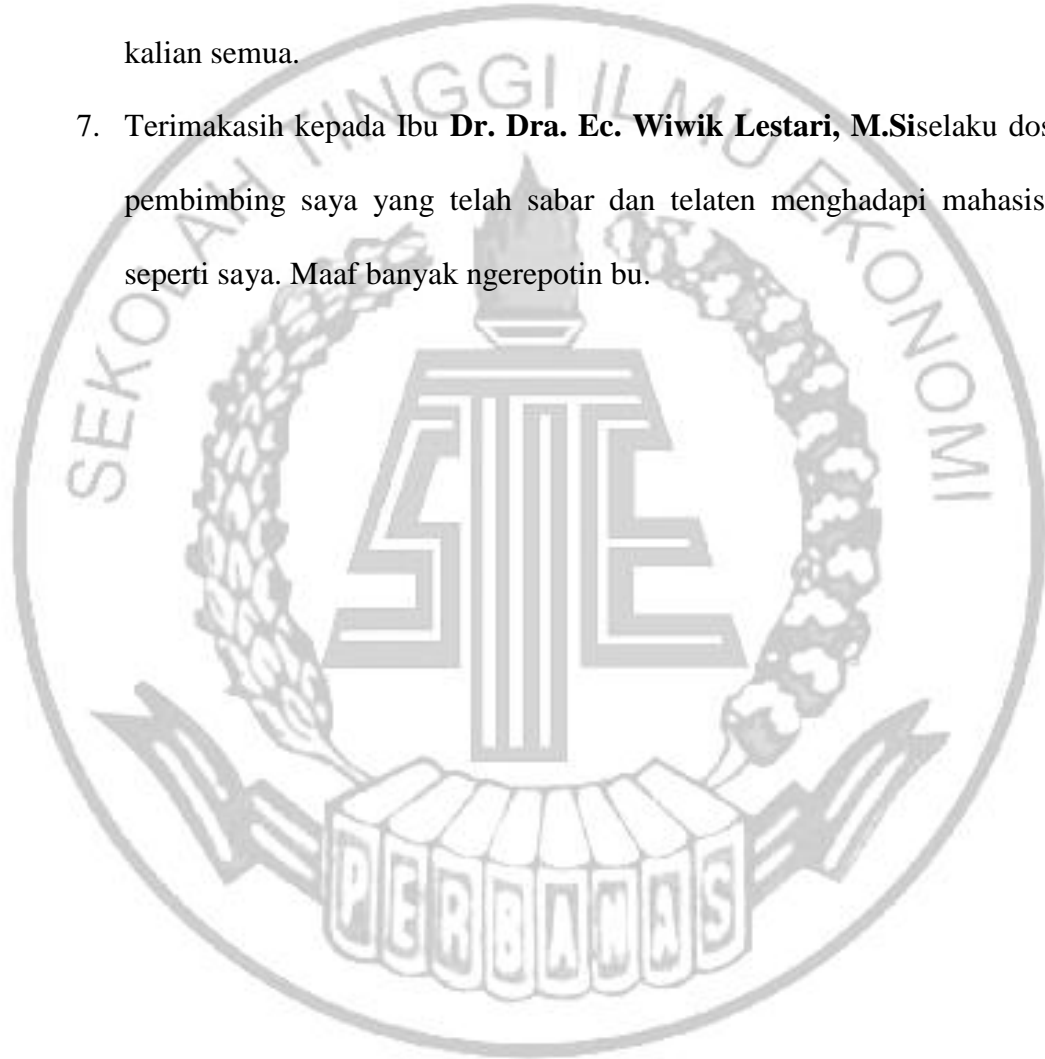 kalian semua.
7. Terimakasih kepada Ibu Dr. Dra. Ec. Wiwik Lestari, M.Siselaku dos
pembimbing saya yang telah sabar dan telaten menghadapi mahasis
seperti saya. Maaf banyak ngerepotin bu.
SEKOLAH TINGGI ILMU EKONOMI
STIE
PERBANAS